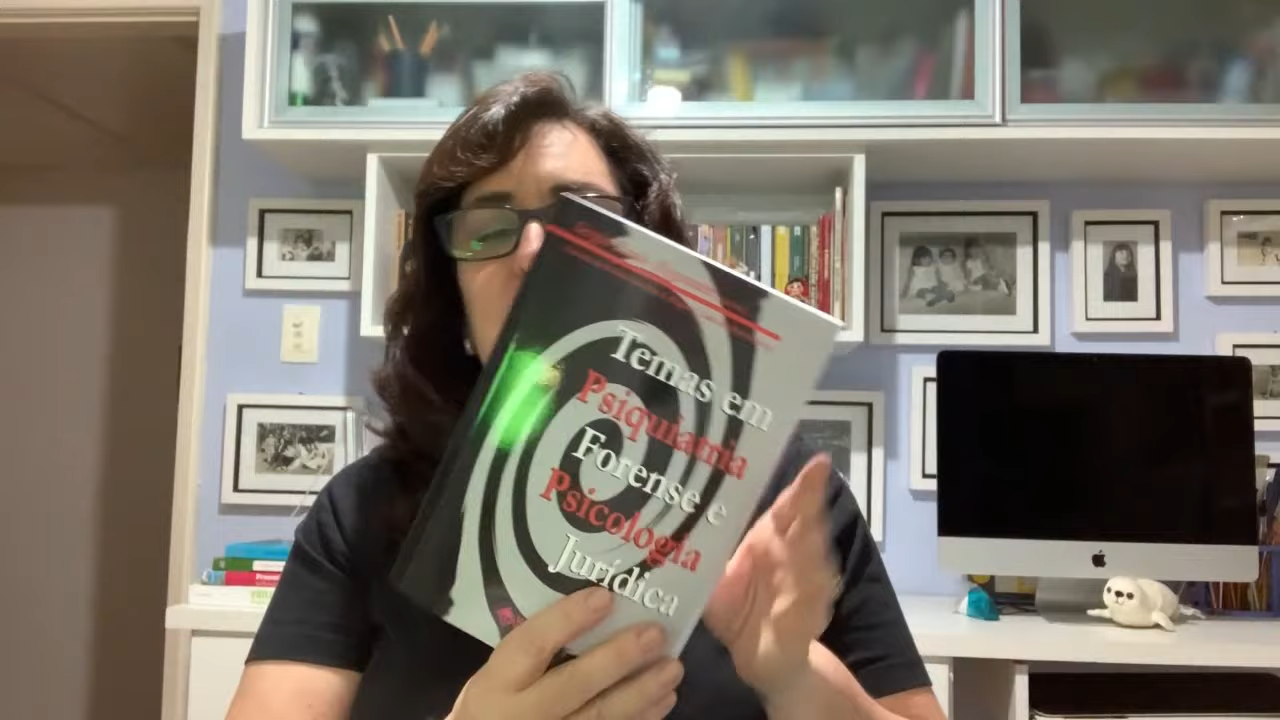 Temas em
Psiquiatria
Forense e
Psicologia
Jurídica